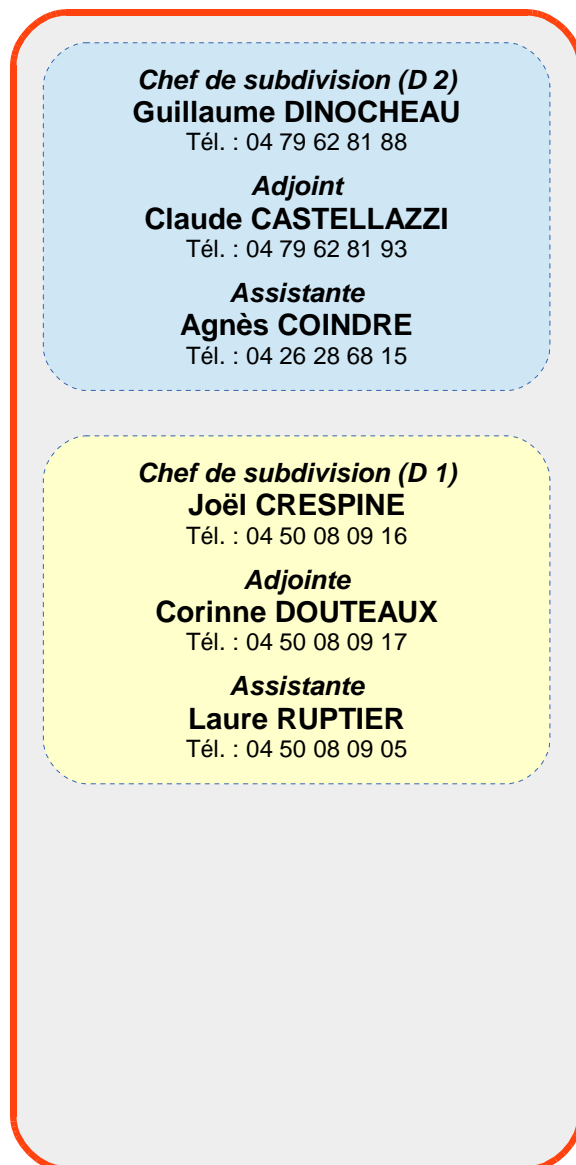 Chef de subdivision (D 2)
Guillaume DINOCHEAU
Tél. : 04 79 62 81 88
Adjoint
Claude CASTELLAZZI
Tél. : 04 79 62 81 93
Assistante
Agnès COINDRE
Tél. : 04 26 28 68 15
Chef de subdivision (D 1)
Joël CRESPINE
Tél. : 04 50 08 09 16
Adjointe
Corinne DOUTEAUX
Tél. : 04 50 08 09 17
Assistante
Laure RUPTIER
Tél. : 04 50 08 09 05